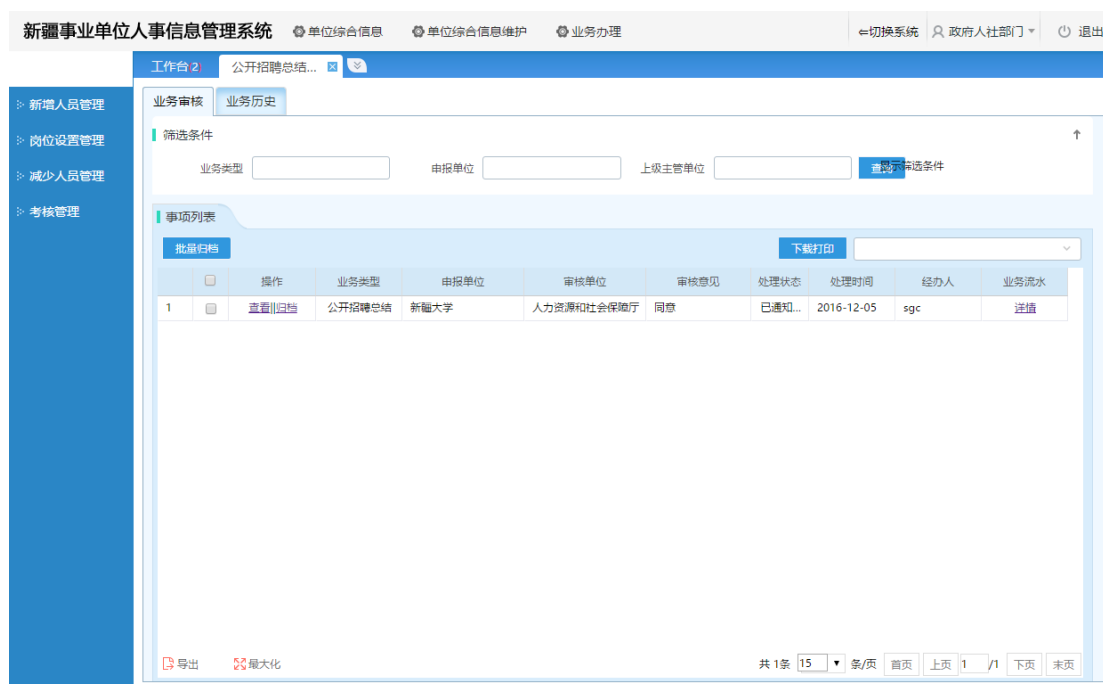 新疆事业单位人事信息管理系统 单位综合信息 单位综合信息维护 业务办理 ⇐切换系统 政府人社部门 退出
工作台(2) 公开招聘总结...
新增人员管理
岗位设置管理
减少人员管理
考核管理
业务审核 业务历史
筛选条件
业务类型 申报单位 上级主管单位 查询 显示筛选条件
事项列表
批量归档 下载打印
操作 业务类型 申报单位 审核单位 审核意见 处理状态 处理时间 经办人 业务流水
1 查看||归档 公开招聘总结 新疆大学 人力资源和社会保障厅 同意 已通知... 2016-12-05 sgc 详情
导出 最大化 共 1条 15 条/页 首页 上页 1 /1 下页 末页